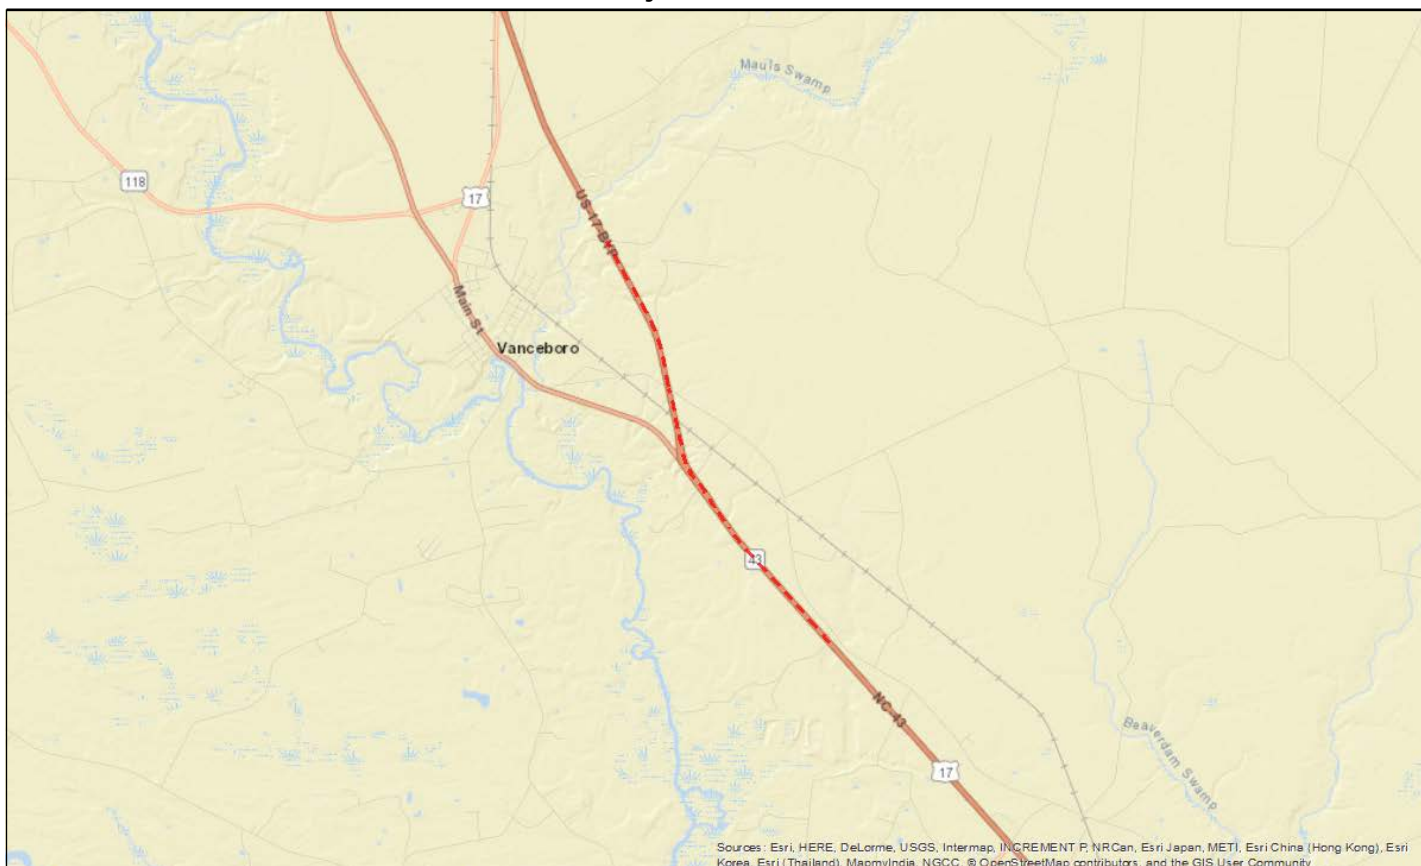 Mauls Swamp
118
17
US 17 BYP
Main St
Vanceboro
43
NC 43
17
Beaverdam Swamp
Sources: Esri, HERE, DeLorme, USGS, Intermap, INCREMENT P, NRCan, Esri Japan, METI, Esri China (Hong Kong), Esri
Korea, Esri (Thailand), MapmyIndia, NGCC, © OpenStreetMap contributors, and the GIS User Community